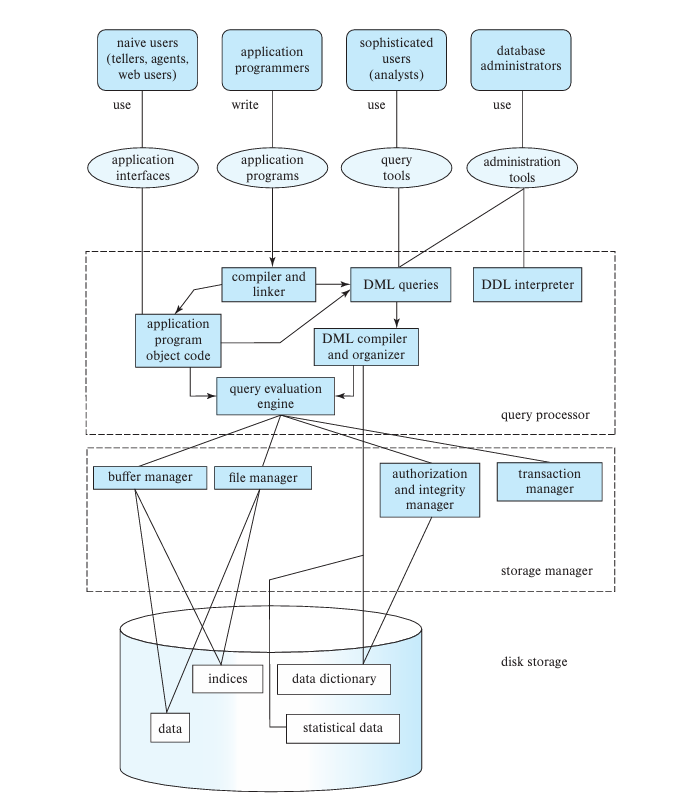 naive users
(tellers, agents,
web users)
application
programmers
sophisticated
users
(analysts)
database
administrators
use
write
use
use
application
interfaces
application
programs
query
tools
administration
tools
compiler and
linker
DML queries
DDL interpreter
application
program
object code
DML compiler
and organizer
query evaluation
engine
query processor
buffer manager
file manager
authorization
and integrity
manager
transaction
manager
storage manager
disk storage
indices
data dictionary
data
statistical data